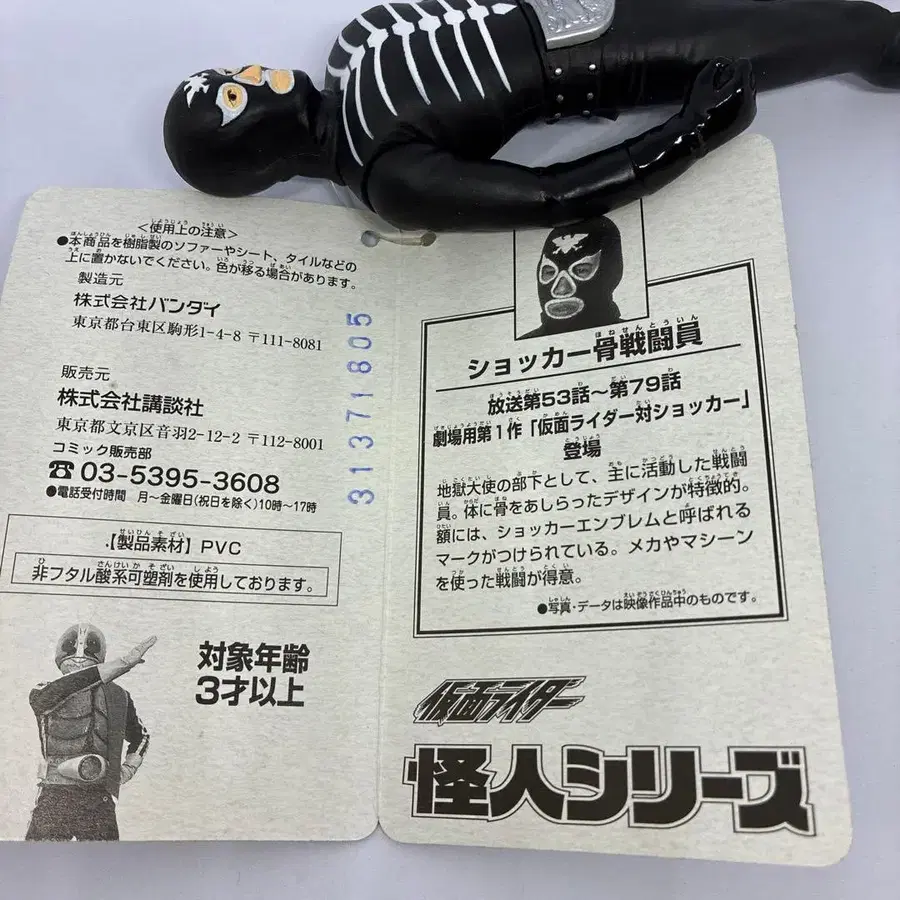 <使用上の注意>
●本商品を樹脂製のソファーやシート、タイルなどの
上に置かないでください。色が移る場合があります。
製造元
株式会社バンダイ
東京都台東区駒形1-4-8 〒111-8081
販売元
株式会社講談社
東京都文京区音羽2-12-2 〒112-8001
コミック販売部
☎03-5395-3608
●電話受付時間 月～金曜日(祝日を除く)10時～17時
【製品素材】PVC
非フタル酸系可塑剤を使用しております。
対象年齢
3才以上
31371805
ショッカー骨戦闘員
放送第53話～第79話
劇場用第1作「仮面ライダー対ショッカー」
登場
地獄大使の部下として、主に活動した戦闘
員。体に骨をあしらったデザインが特徴的。
額には、ショッカーエンブレムと呼ばれる
マークがつけられている。メカやマシーン
を使った戦闘が得意。
●写真・データは映像作品中のものです。
仮面ライダー
怪人シリーズ